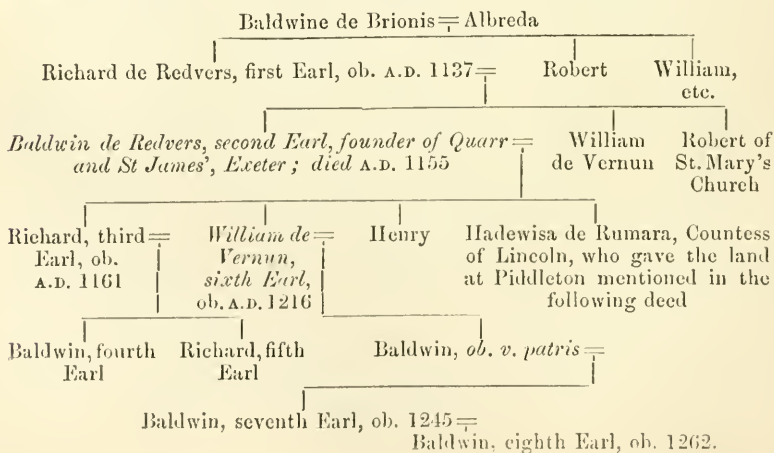 Baldwine de Brionis = Albreda
Richard de Redvers, first Earl, ob. A.D. 1137 = Robert William,
etc.
Baldwin de Redvers, second Earl, founder of Quarr = William Robert of
and St James', Exeter; died A.D. 1155 de Vernun St. Mary's
Church
Richard, third = William de = Henry Hadewisa de Rumara, Countess
Earl, ob. Vernun, of Lincoln, who gave the land
A.D. 1161 sixth Earl, at Piddleton mentioned in the
ob. A.D. 1216 following deed
Baldwin, fourth Richard, fifth Baldwin, ob. v. patris =
Earl Earl
Baldwin, seventh Earl, ob. 1245 =
Baldwin, eighth Earl, ob. 1262.